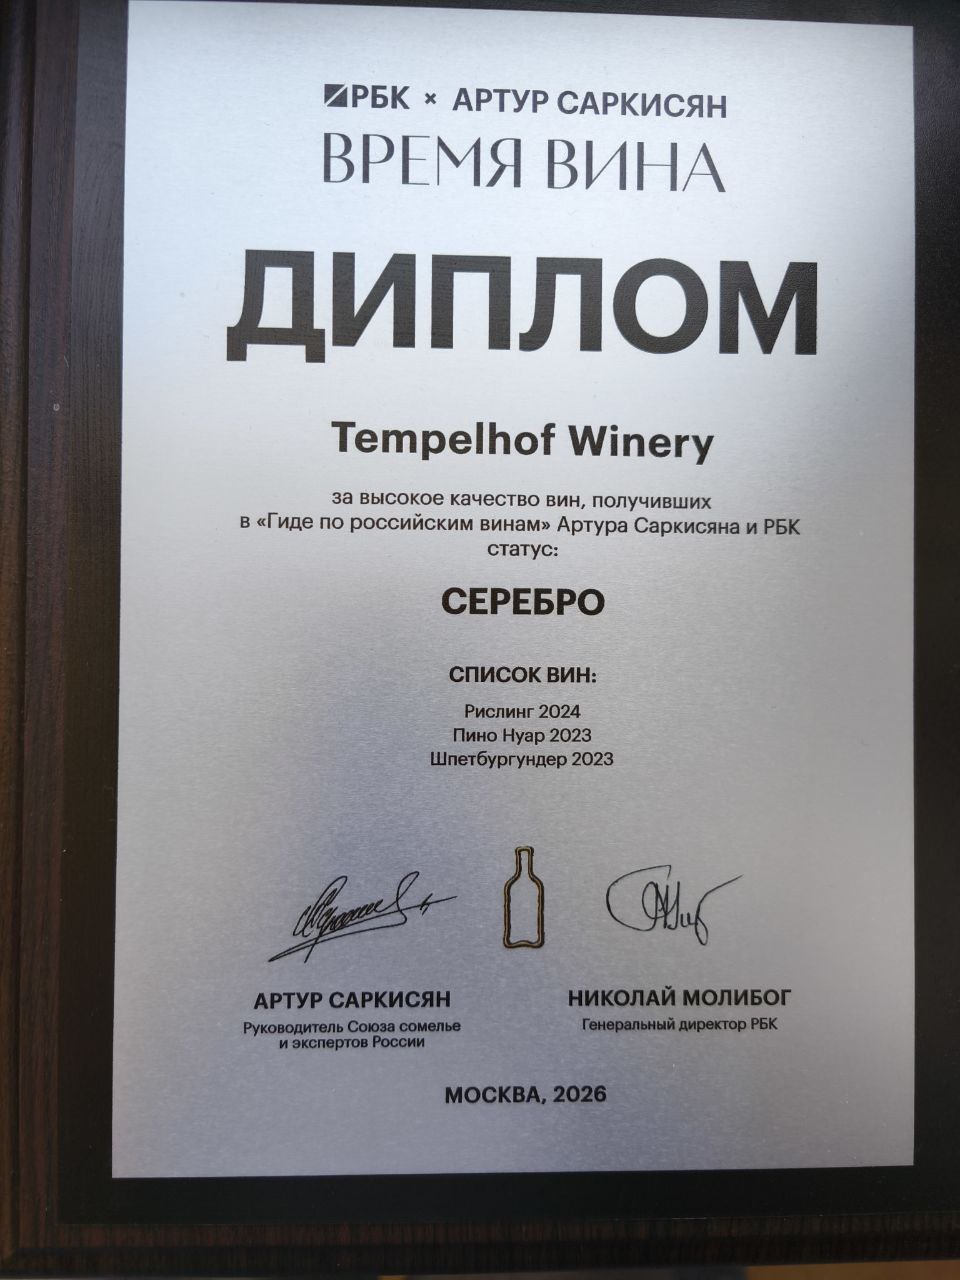 РБК × АРТУР САРКИСЯН
ВРЕМЯ ВИНА
ДИПЛОМ
Tempelhof Winery
за высокое качество вин, получивших
в «Гиде по российским винам» Артура Саркисяна и РБК
статус:
СЕРЕБРО
СПИСОК ВИН:
Рислинг 2024
Пино Нуар 2023
Шпетбургундер 2023
АРТУР САРКИСЯН
Руководитель Союза сомелье
и экспертов России
НИКОЛАЙ МОЛИБОГ
Генеральный директор РБК
МОСКВА, 2026